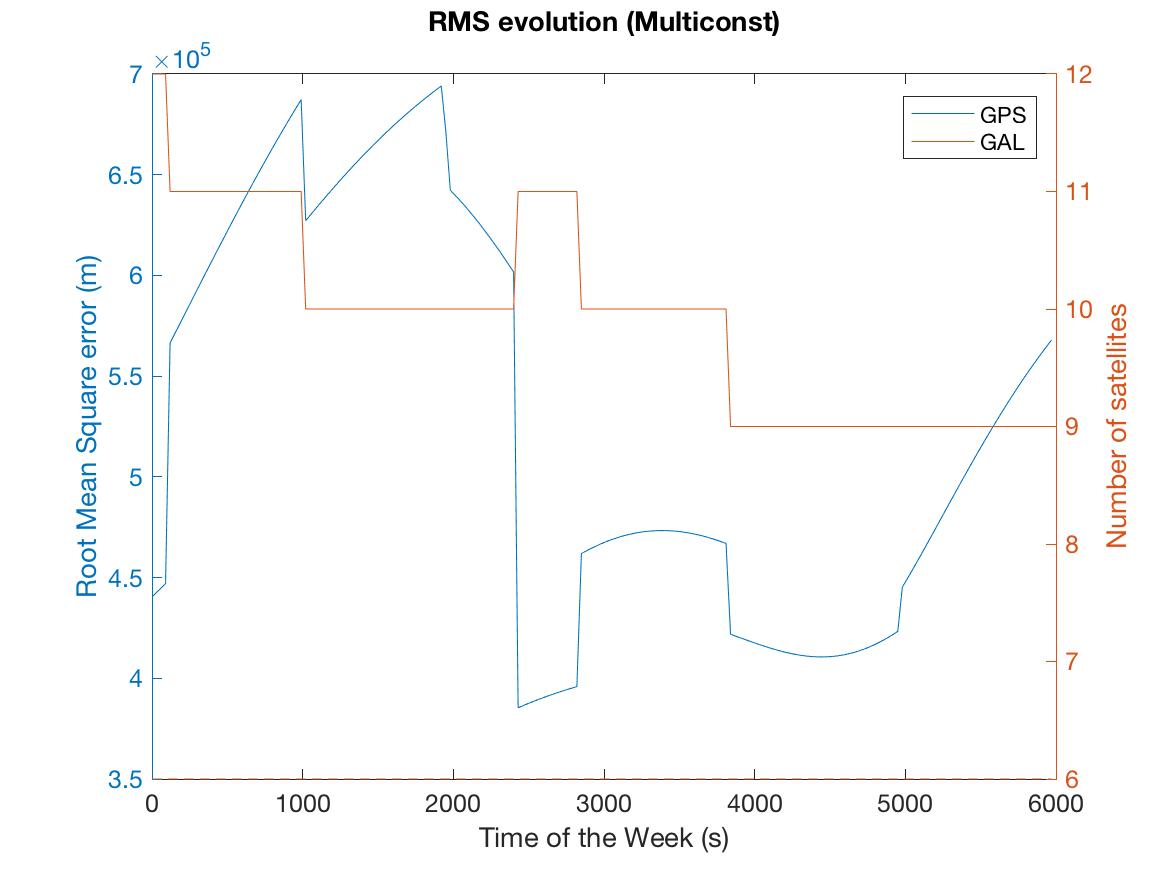 RMS evolution (Multiconst)
×10^5
7
6.5
6
5.5
5
4.5
4
3.5
Root Mean Square error (m)
12
11
10
9
8
7
6
Number of satellites
GPS
GAL
0 1000 2000 3000 4000 5000 6000
Time of the Week (s)